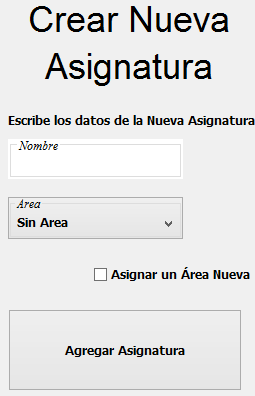 Crear Nueva
Asignatura
Escribe los datos de la Nueva Asignatura
Nombre
Area
Sin Area
Asignar un Área Nueva
Agregar Asignatura